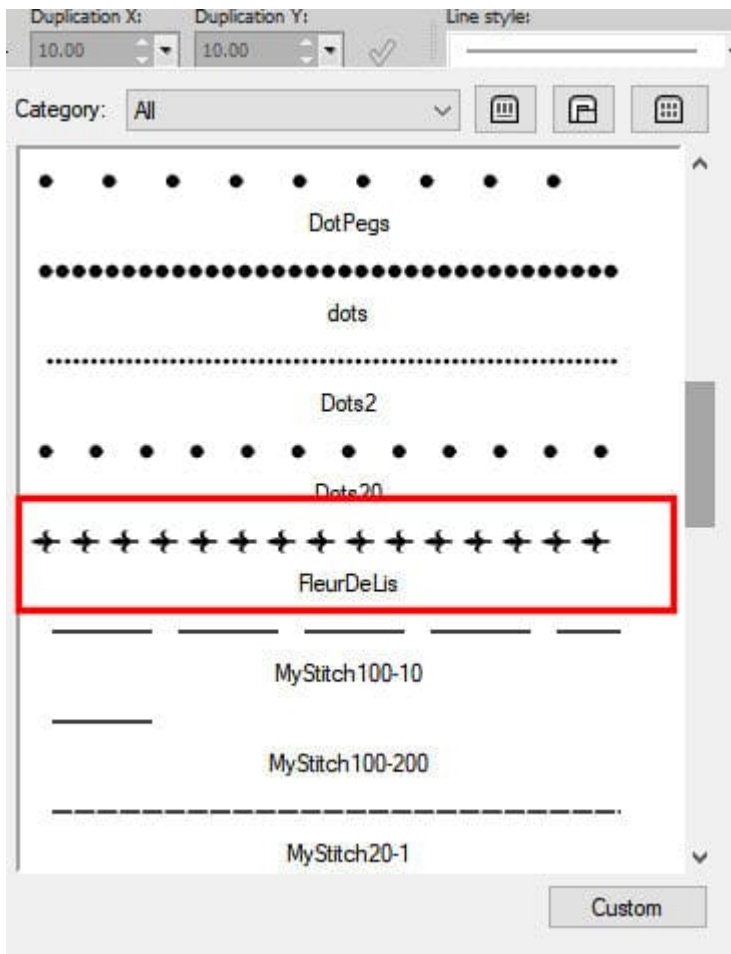 Duplication X:
Duplication Y:
Line style:
10.00
10.00
Category:
All
DotPegs
dots
Dots2
Dots20
FleurDeLis
MyStitch100-10
MyStitch100-200
MyStitch20-1
Custom